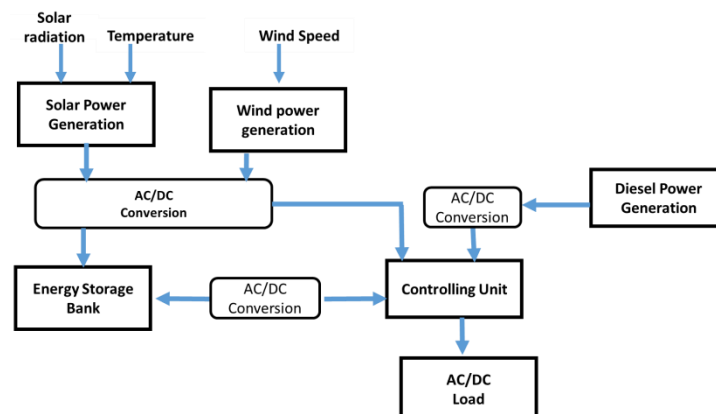 Solar
radiation
Temperature
Wind Speed
Solar Power
Generation
Wind power
generation
AC/DC
Conversion
AC/DC
Conversion
Diesel Power
Generation
Energy Storage
Bank
AC/DC
Conversion
Controlling Unit
AC/DC
Load